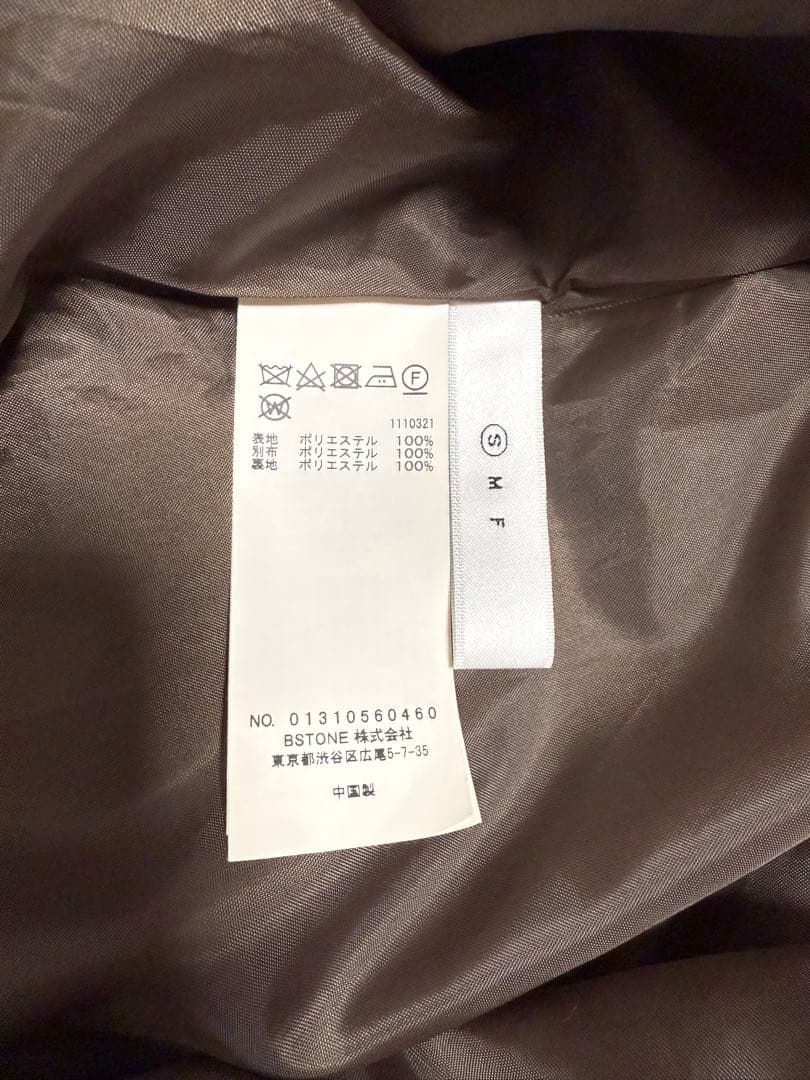 F
W
1110321
表地 ポリエステル 100%
別布 ポリエステル 100%
裏地 ポリエステル 100%
NO. 01310560460
BSTONE 株式会社
東京都渋谷区広尾5-7-35
中国製
Ⓢ M F